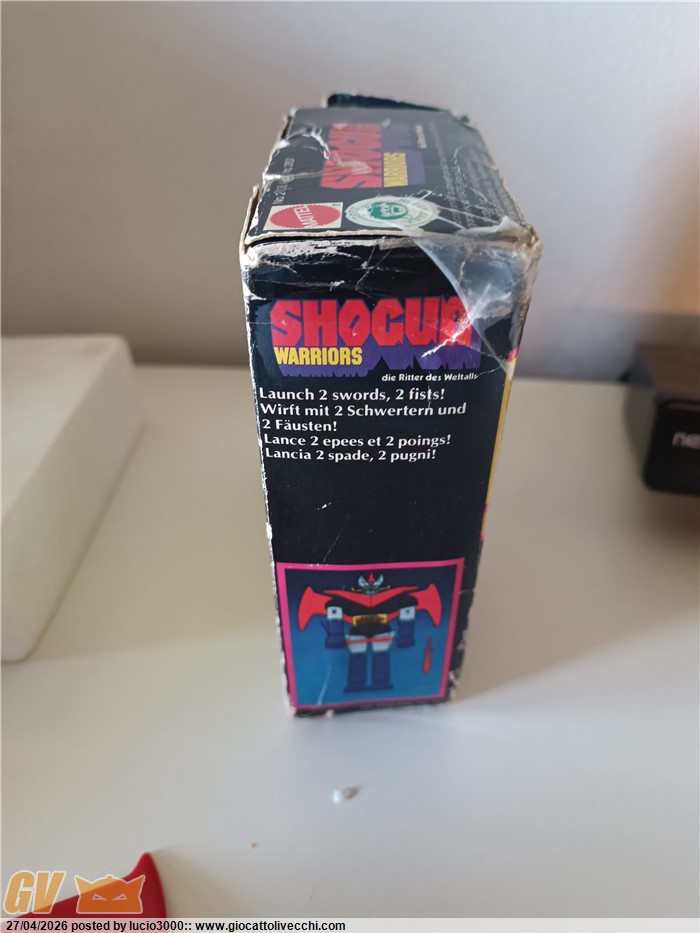 SHOGUN
WARRIORS
MATTEL
SHOGUN
WARRIORS
die Ritter des Weltalls
Launch 2 swords, 2 fists!
Wirft mit 2 Schwertern und
2 Fäusten!
Lance 2 epees et 2 poings!
Lancia 2 spade, 2 pugni!
ne
GV
27/04/2026 posted by lucio3000:: www.giocattolivecchi.com